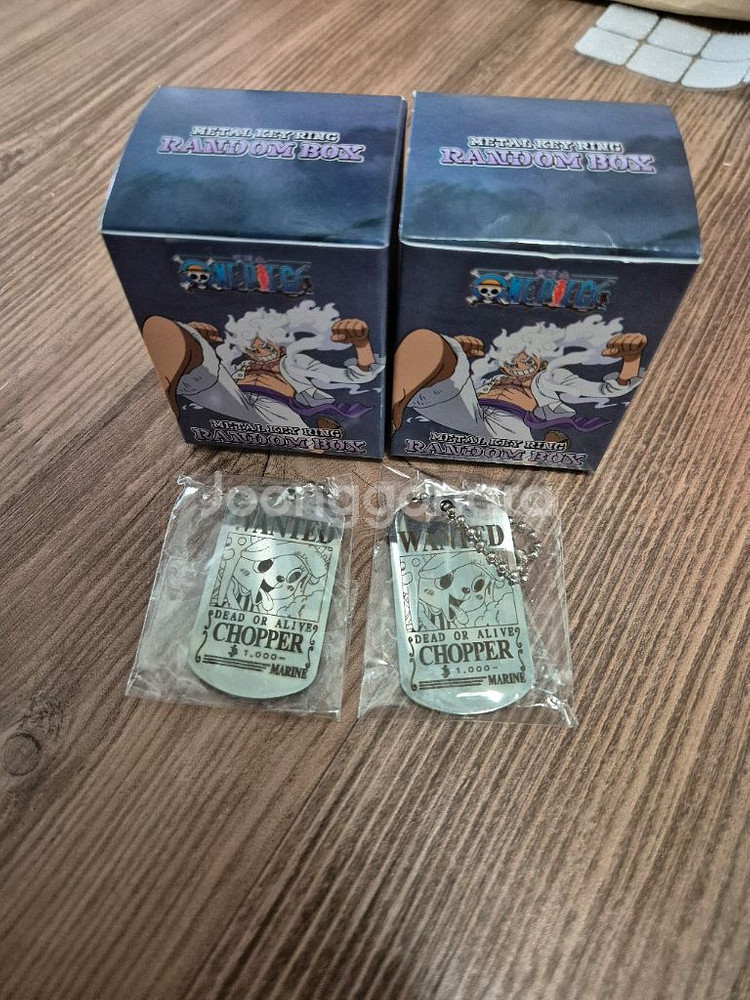 METAL KEY RING
RANDOM BOX
ONE PIECE
METAL KEY RING
RANDOM BOX
METAL KEY RING
RANDOM BOX
ONE PIECE
METAL KEY RING
RANDOM BOX
Joonggonara
WANTED
DEAD OR ALIVE
CHOPPER
1,000-
MARINE
WANTED
DEAD OR ALIVE
CHOPPER
1,000-
MARINE